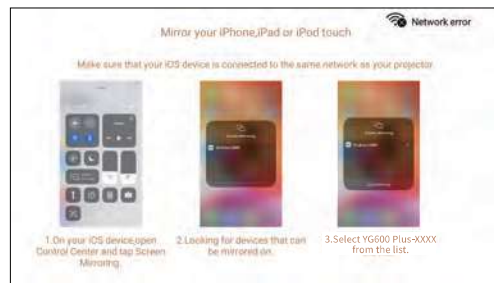 Network error
Mirror your iPhone,iPad or iPod touch
Make sure that your iOS device is connected to the same network as your projector.
1.On your iOS device,open
Control Center and tap Screen
Mirroring.
2.Looking for devices that can
be mirrored on.
3.Select YG600 Plus-XXXX
from the list.